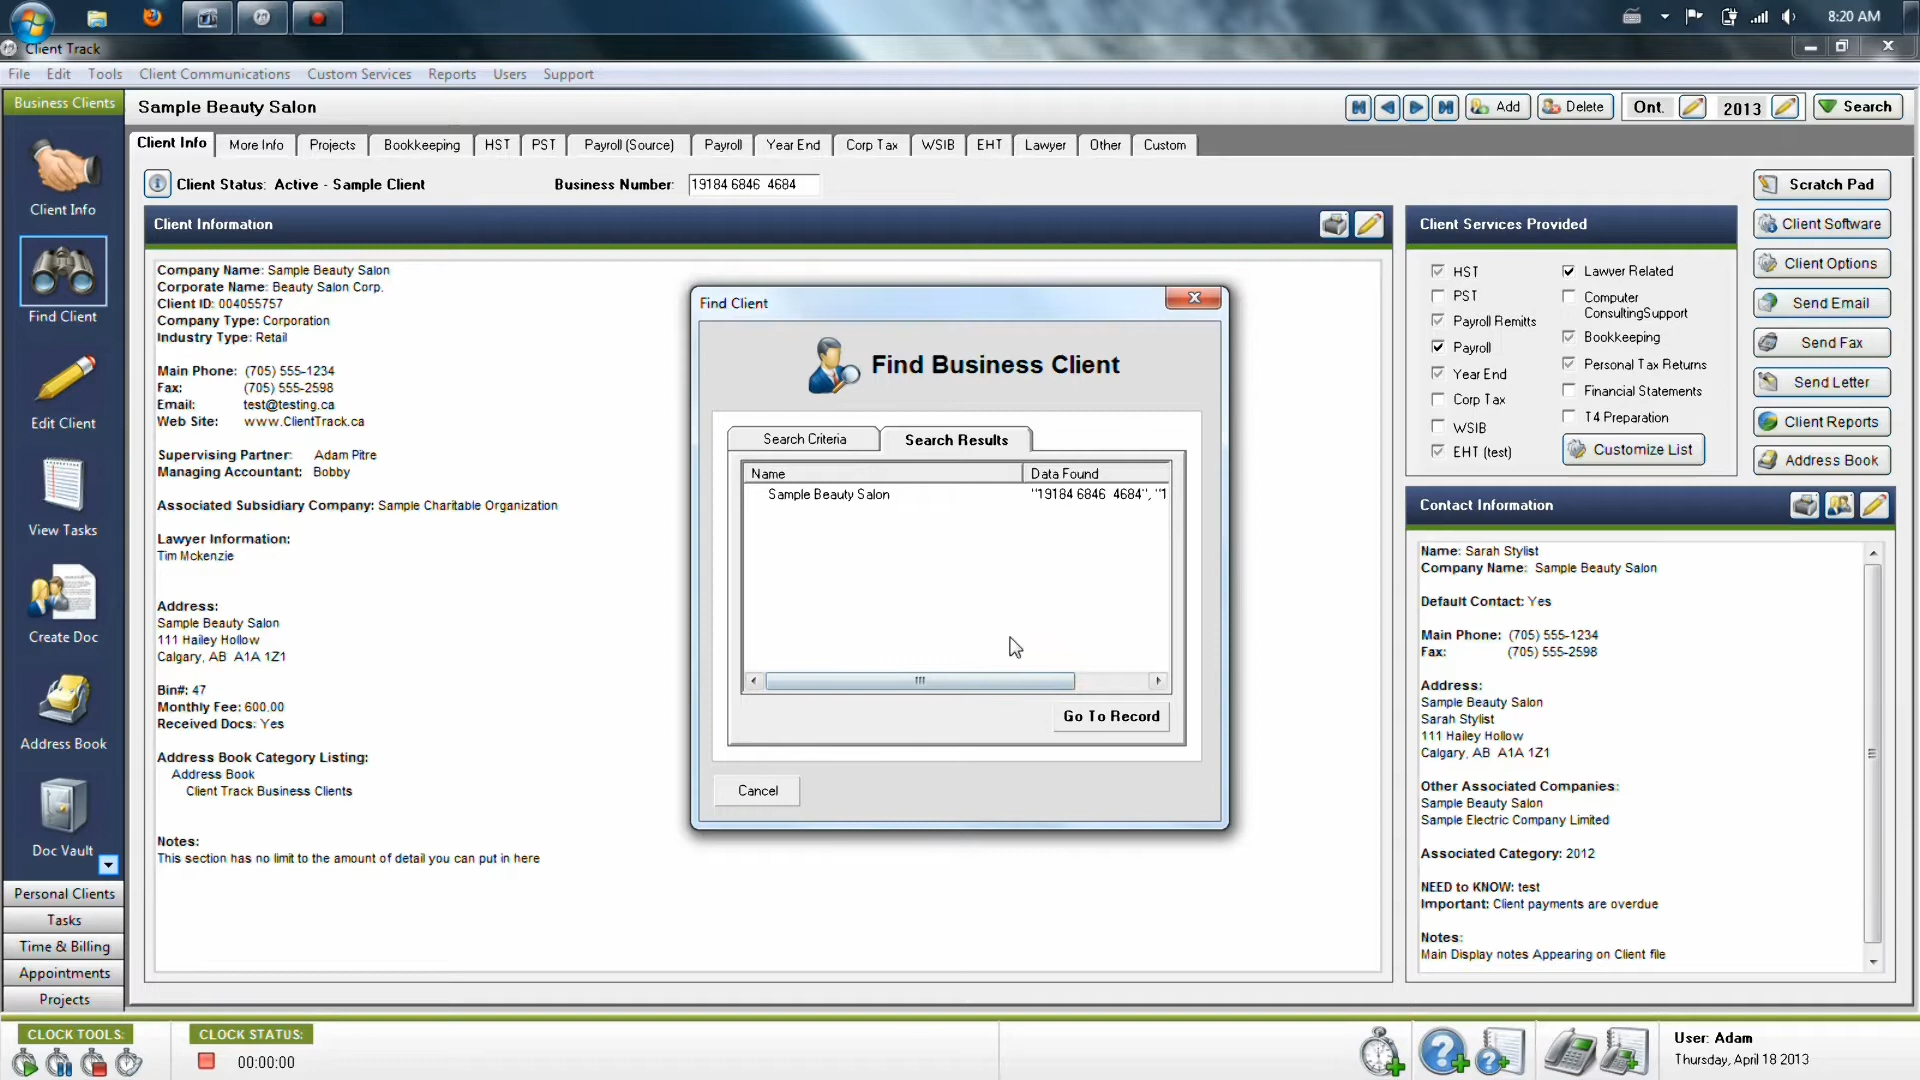 8:20 AM
Client Track
File Edit Tools Client Communications Custom Services Reports Users Support
Business Clients
Sample Beauty Salon
Add
Delete
Ont.
2013
Search
Client Info More Info Projects Bookkeeping HST PST Payroll (Source) Payroll Year End Corp Tax WSIB EHT Lawyer Other Custom
Client Status: Active - Sample Client
Business Number: 19184 6846 4684
Client Info
Find Client
Edit Client
View Tasks
Create Doc
Address Book
Doc Vault
Personal Clients
Tasks
Time & Billing
Appointments
Projects
Client Information
Company Name: Sample Beauty Salon
Corporate Name: Beauty Salon Corp.
Client ID: 004055757
Company Type: Corporation
Industry Type: Retail
Main Phone: (705) 555-1234
Fax: (705) 555-2598
Email: test@testing.ca
Web Site: www.ClientTrack.ca
Supervising Partner: Adam Pitre
Managing Accountant: Bobby
Associated Subsidiary Company: Sample Charitable Organization
Lawyer Information:
Tim Mckenzie
Address:
Sample Beauty Salon
111 Hailey Hollow
Calgary, AB A1A 1Z1
Bin#: 47
Monthly Fee: 600.00
Received Docs: Yes
Address Book Category Listing:
Address Book
Client Track Business Clients
Notes:
This section has no limit to the amount of detail you can put in here
Find Client
Find Business Client
Search Criteria
Search Results
Name Data Found
Sample Beauty Salon "19184 6846 4684", "1
Go To Record
Cancel
Client Services Provided
HST
PST
Payroll Remitts
Payroll
Year End
Corp Tax
WSIB
EHT (test)
Lawyer Related
Computer
ConsultingSupport
Bookkeeping
Personal Tax Returns
Financial Statements
T4 Preparation
Customize List
Scratch Pad
Client Software
Client Options
Send Email
Send Fax
Send Letter
Client Reports
Address Book
Contact Information
Name: Sarah Stylist
Company Name: Sample Beauty Salon
Default Contact: Yes
Main Phone: (705) 555-1234
Fax: (705) 555-2598
Address:
Sample Beauty Salon
Sarah Stylist
111 Hailey Hollow
Calgary, AB A1A 1Z1
Other Associated Companies:
Sample Beauty Salon
Sample Electric Company Limited
Associated Category: 2012
NEED to KNOW: test
Important: Client payments are overdue
Notes:
Main Display notes Appearing on Client file
CLOCK TOOLS:
CLOCK STATUS:
00:00:00
User: Adam
Thursday, April 18 2013